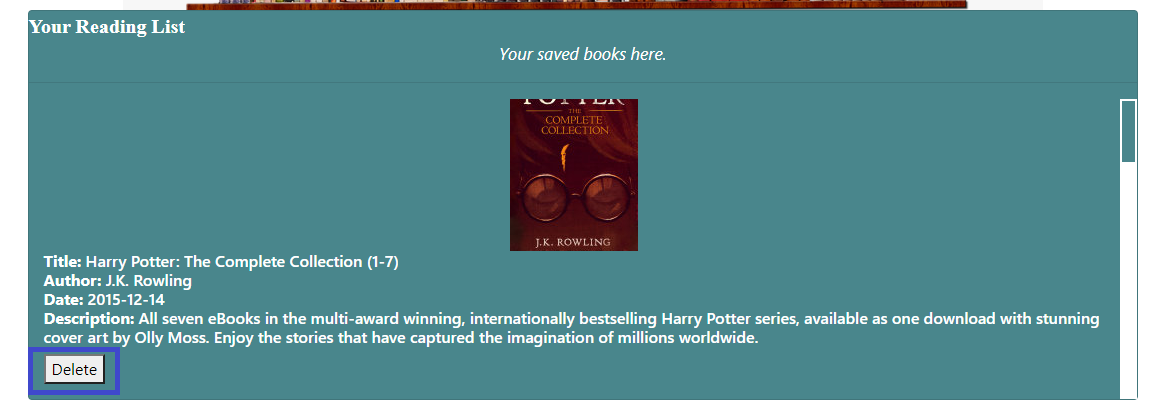 Your Reading List
Your saved books here.
POTTER
THE
COMPLETE
COLLECTION
J.K. ROWLING
Title: Harry Potter: The Complete Collection (1-7)
Author: J.K. Rowling
Date: 2015-12-14
Description: All seven eBooks in the multi-award winning, internationally bestselling Harry Potter series, available as one download with stunning
cover art by Olly Moss. Enjoy the stories that have captured the imagination of millions worldwide.
Delete